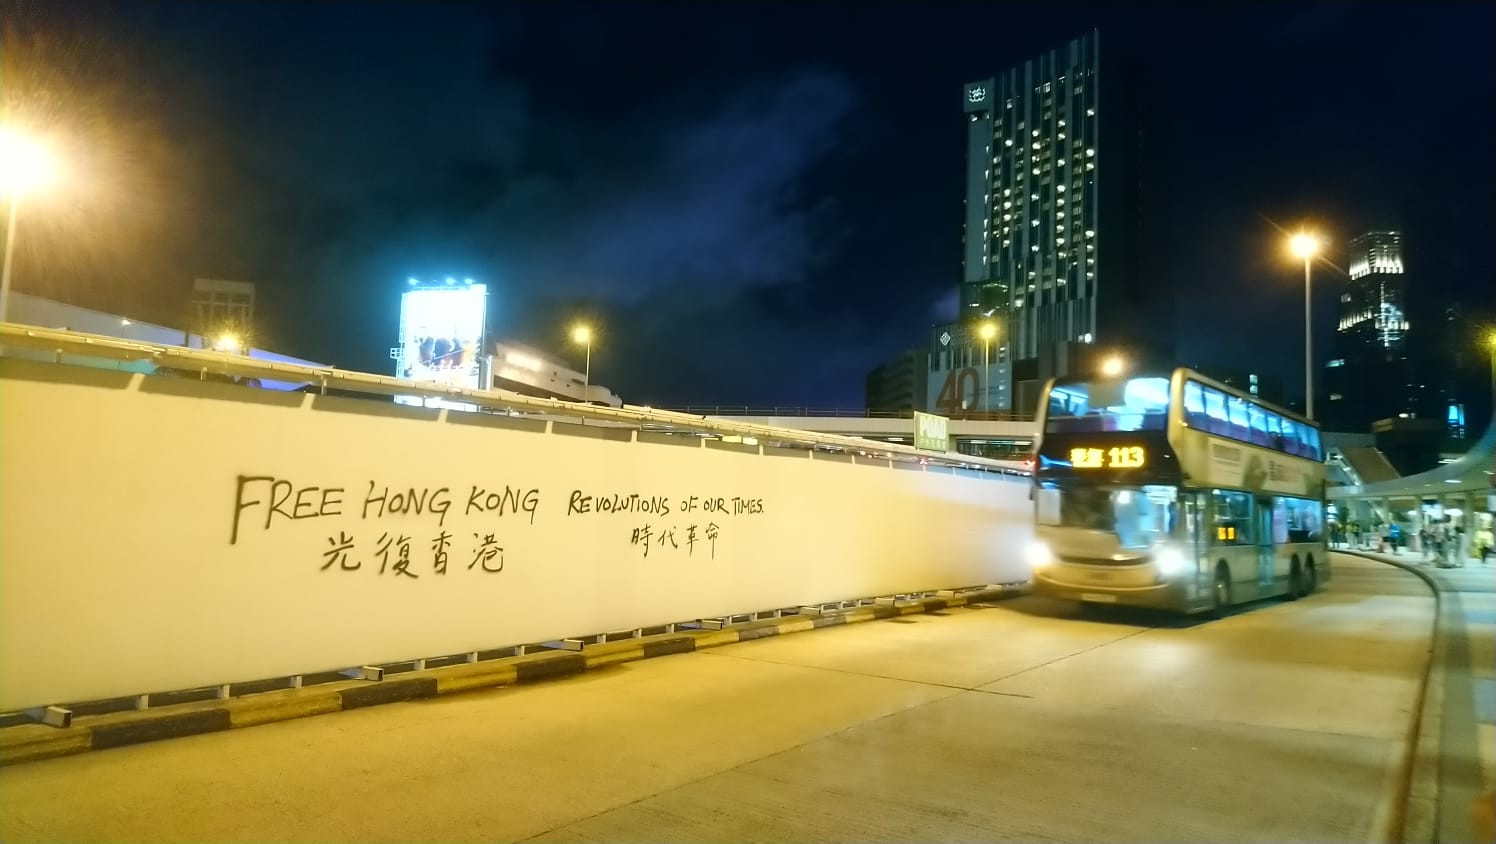 FREE HONG KONG
光復香港
REVOLUTIONS OF OUR TIMES.
時代革命
40
113